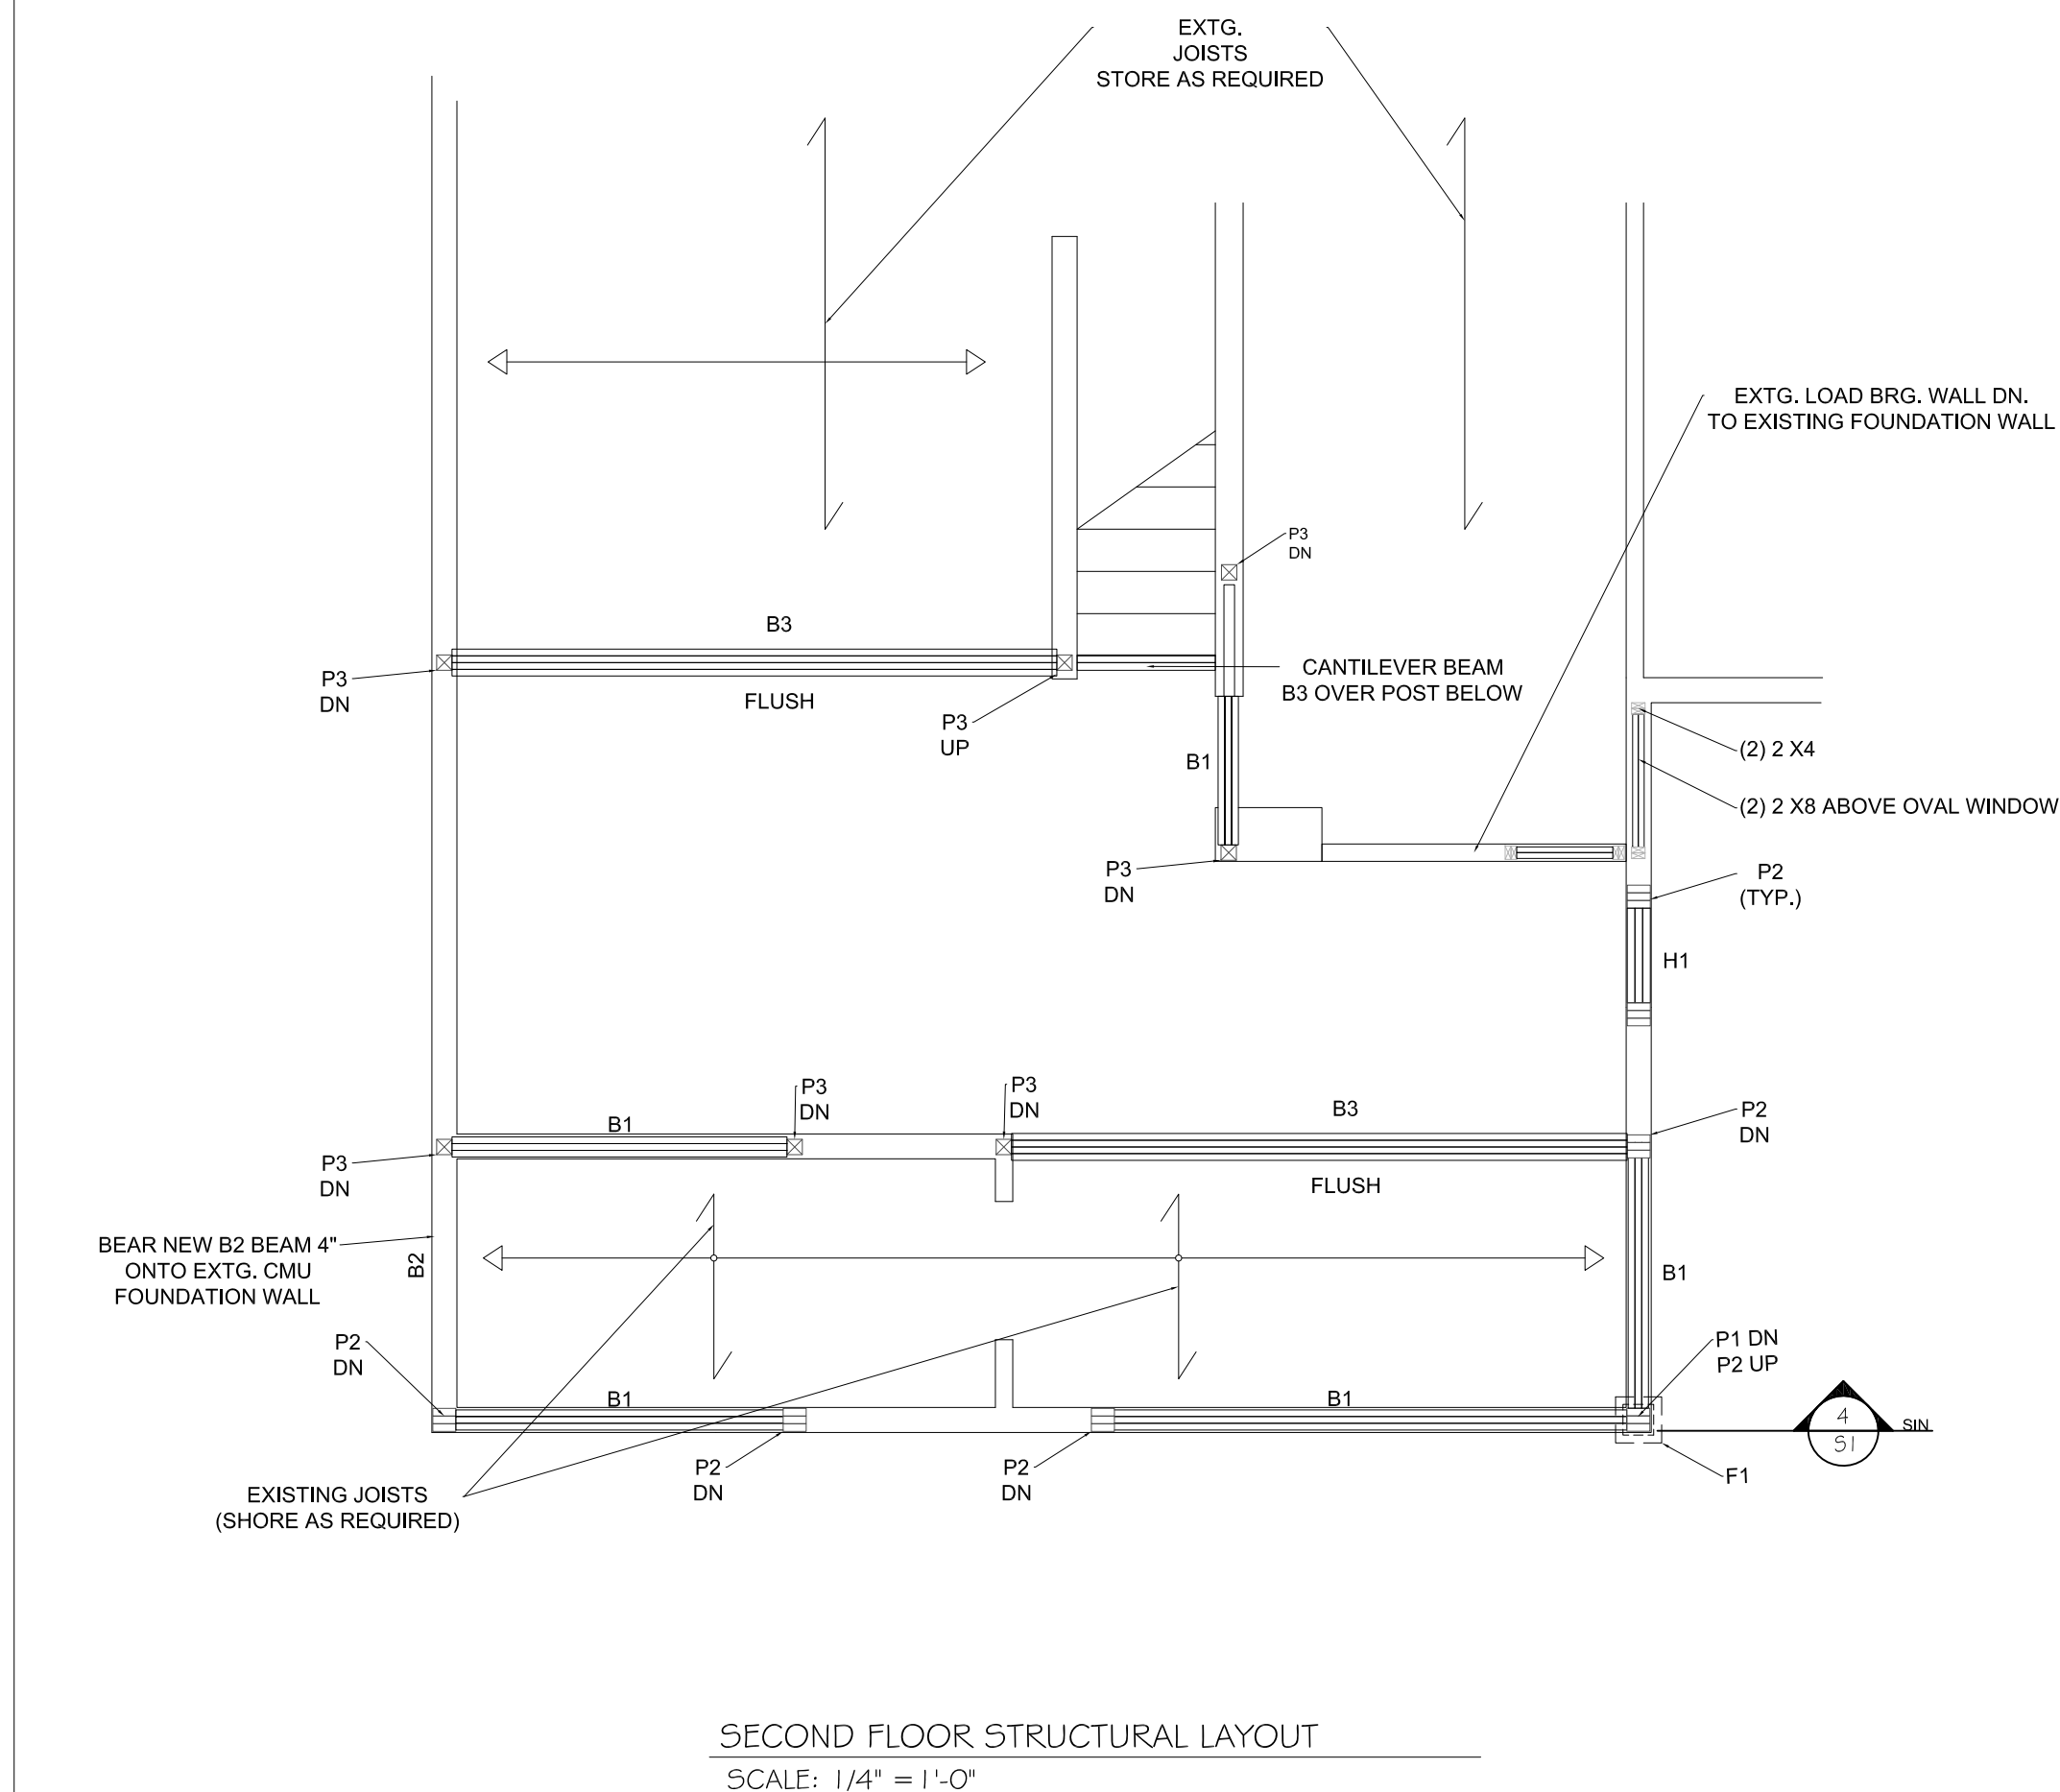 EXTG.
JOISTS
STORE AS REQUIRED
EXTG. LOAD BRG. WALL DN.
TO EXISTING FOUNDATION WALL
P3
DN
B3
P3
DN
FLUSH
P3
UP
CANTILEVER BEAM
B3 OVER POST BELOW
B1
(2) 2 X4
(2) 2 X8 ABOVE OVAL WINDOW
P3
DN
P2
(TYP.)
H1
P3
DN
P3
DN
B3
P2
DN
B1
P3
DN
FLUSH
BEAR NEW B2 BEAM 4"
ONTO EXTG. CMU
FOUNDATION WALL
B2
B1
P2
DN
P1 DN
P2 UP
B1
B1
4
S1
SIN
P2
DN
P2
DN
F1
EXISTING JOISTS
(SHORE AS REQUIRED)
SECOND FLOOR STRUCTURAL LAYOUT
SCALE: 1/4" = 1'-0"